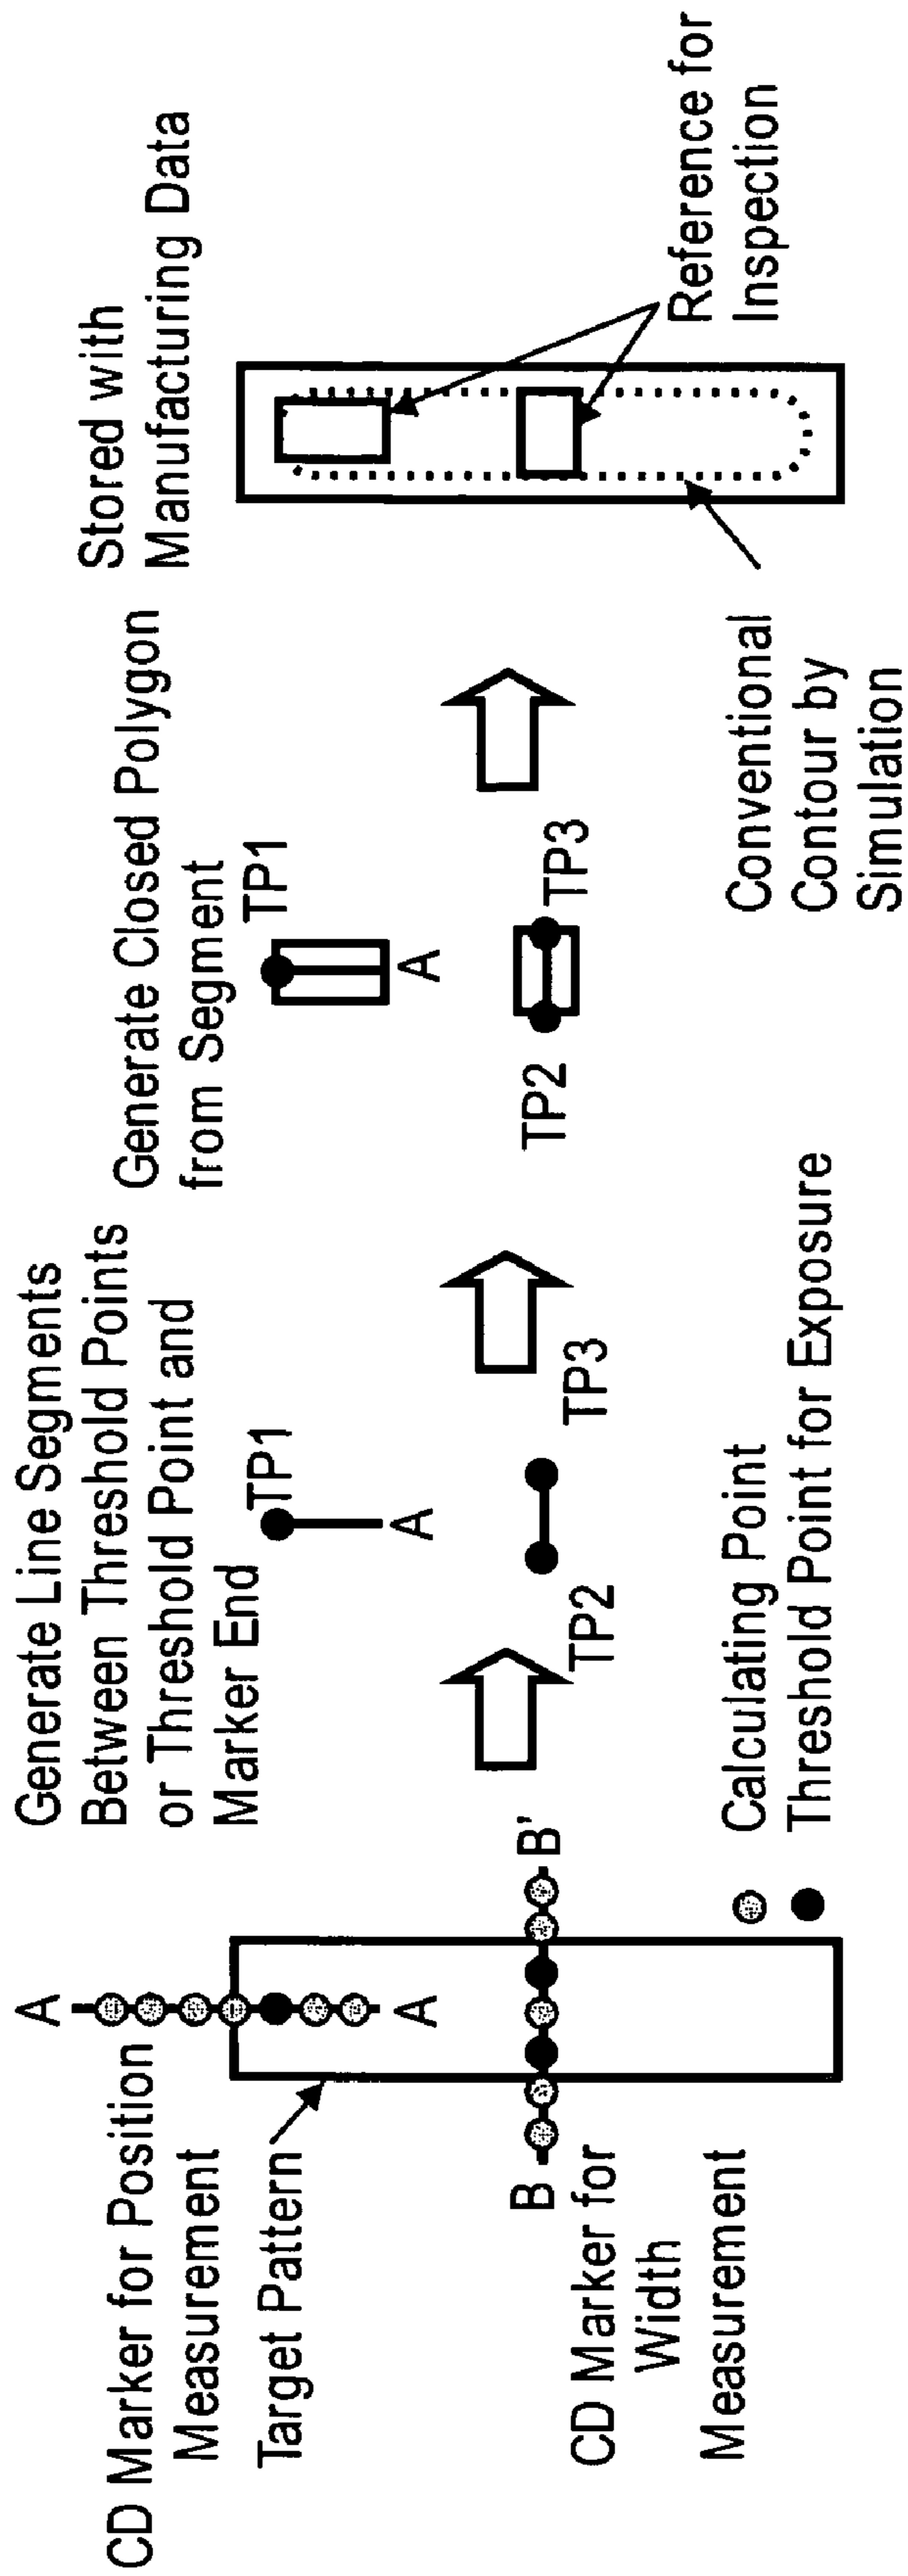 CD Marker for Position
Measurement
Target Pattern
A
A
B
B'
CD Marker for
Width
Measurement
Generate Line Segments
Between Threshold Points
or Threshold Point and
Marker End
TP1
A
TP2
TP3
Calculating Point
Threshold Point for Exposure
Generate Closed Polygon
from Segment
TP1
A
TP2
TP3
Stored with
Manufacturing Data
Conventional
Contour by
Simulation
Reference for
Inspection